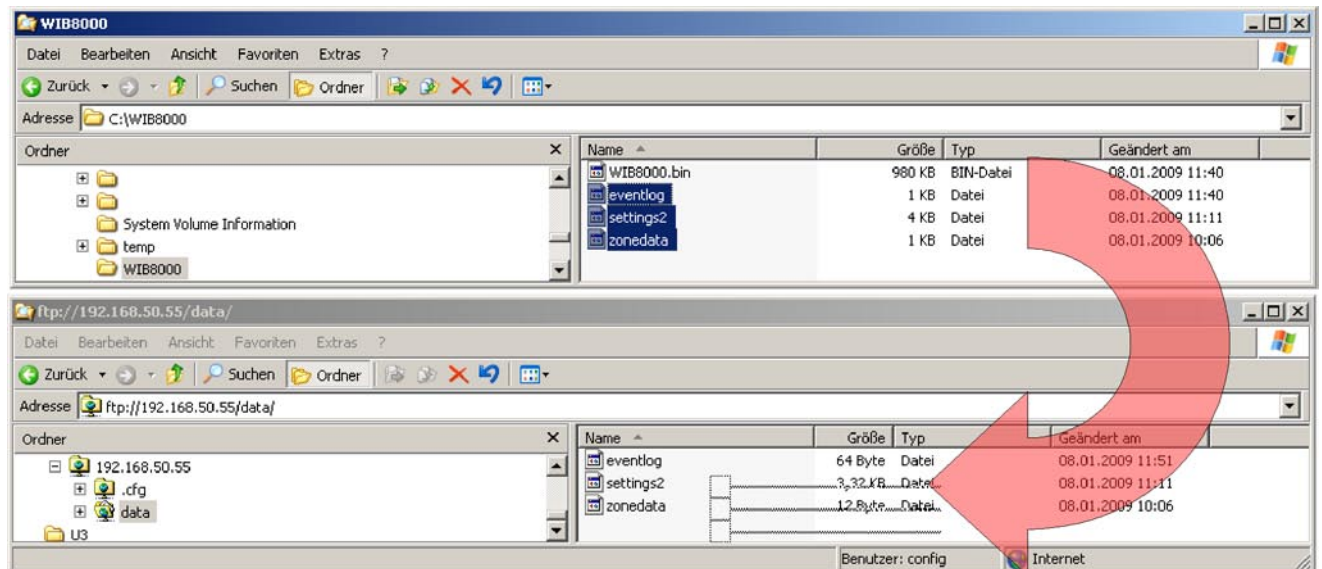 WIB8000
Datei Bearbeiten Ansicht Favoriten Extras ?
Zurück Suchen Ordner
Adresse C:\WIB8000
Ordner x Name Größe Typ Geändert am
WIB8000.bin 980 KB BIN-Datei 08.01.2009 11:40
eventlog 1 KB Datei 08.01.2009 11:40
System Volume Information settings2 4 KB Datei 08.01.2009 11:11
temp zonedata 1 KB Datei 08.01.2009 10:06
WIB8000
ftp://192.168.50.55/data/
Datei Bearbeiten Ansicht Favoriten Extras ?
Zurück Suchen Ordner
Adresse ftp://192.168.50.55/data/
Ordner x Name Größe Typ Geändert am
192.168.50.55 eventlog 64 Byte Datei 08.01.2009 11:51
.cfg settings2 3,32 KB Datei 08.01.2009 11:11
data zonedata 12 Byte Datei 08.01.2009 10:06
U3
Benutzer: config Internet